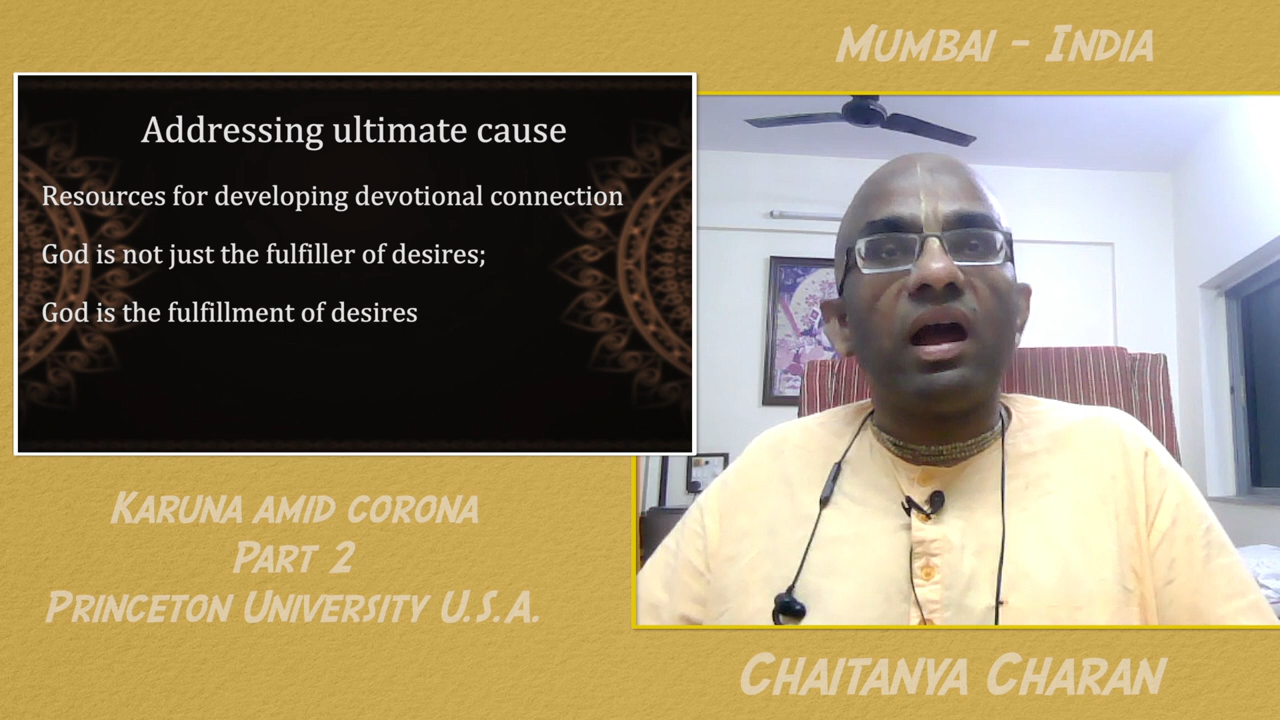 Mumbai - India
Addressing ultimate cause
Resources for developing devotional connection
God is not just the fulfiller of desires;
God is the fulfillment of desires
Karuna amid corona
Part 2
Princeton University U.S.A.
Chaitanya Charan